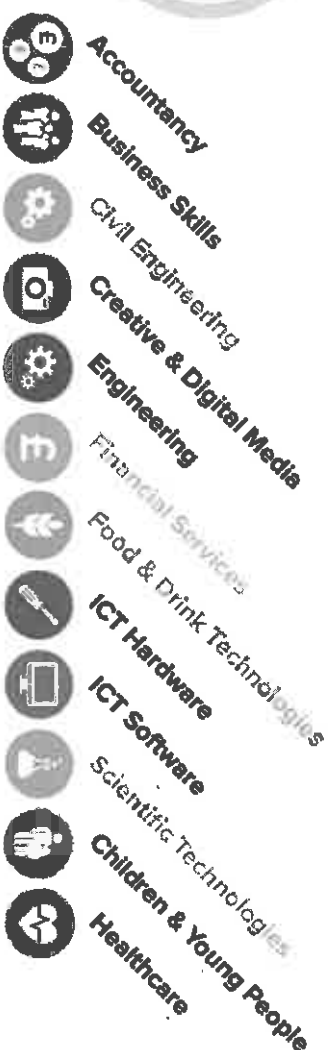 Accountancy
Business Skills
Civil Engineering
Creative & Digital Media
Engineering
Financial Services
Food & Drink Technologies
ICT Hardware
ICT Software
Scientific Technologies
Children & Young People
Healthcare